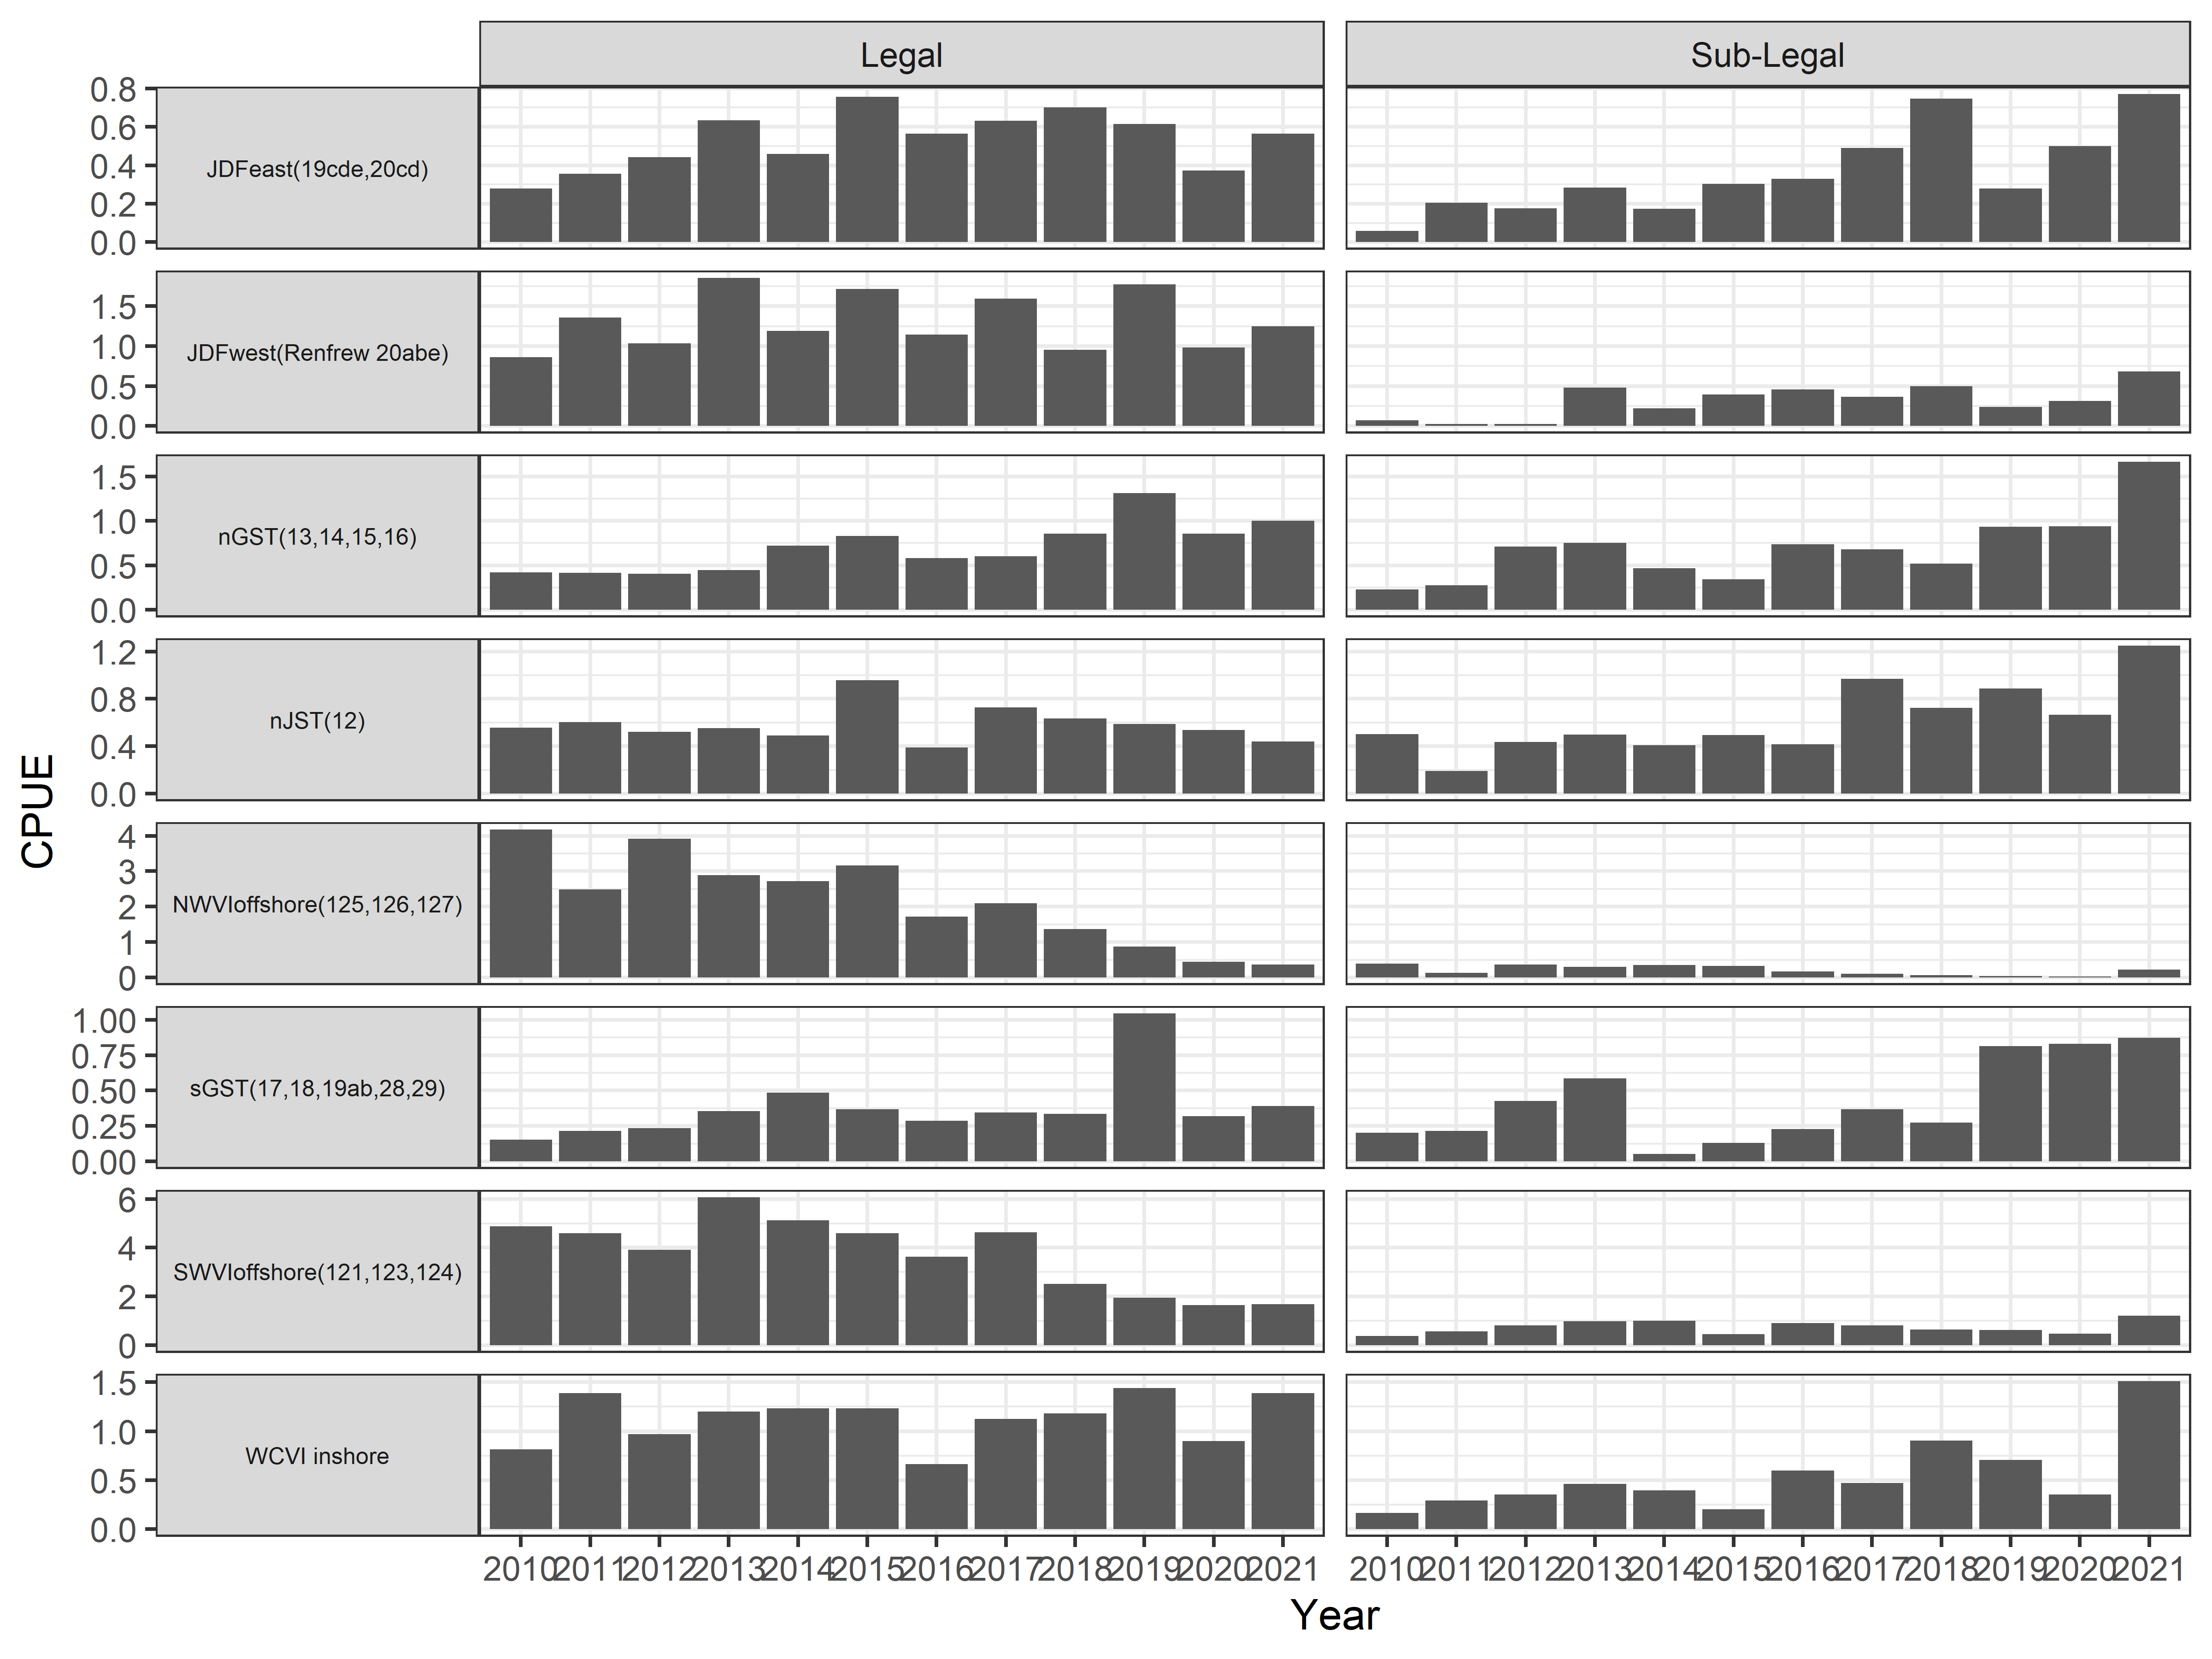 Legal
Sub-Legal
0.8
0.6
0.4
0.2
0.0
JDFeast(19cde,20cd)
1.5
1.0
0.5
0.0
JDFwest(Renfrew 20abe)
1.5
1.0
0.5
0.0
nGST(13,14,15,16)
1.2
0.8
0.4
0.0
nJST(12)
4
3
2
1
0
NWVIoffshore(125,126,127)
1.00
0.75
0.50
0.25
0.00
sGST(17,18,19ab,28,29)
6
4
2
0
SWVIoffshore(121,123,124)
1.5
1.0
0.5
0.0
WCVI inshore
CPUE
2010 2011 2012 2013 2014 2015 2016 2017 2018 2019 2020 2021
2010 2011 2012 2013 2014 2015 2016 2017 2018 2019 2020 2021
Year